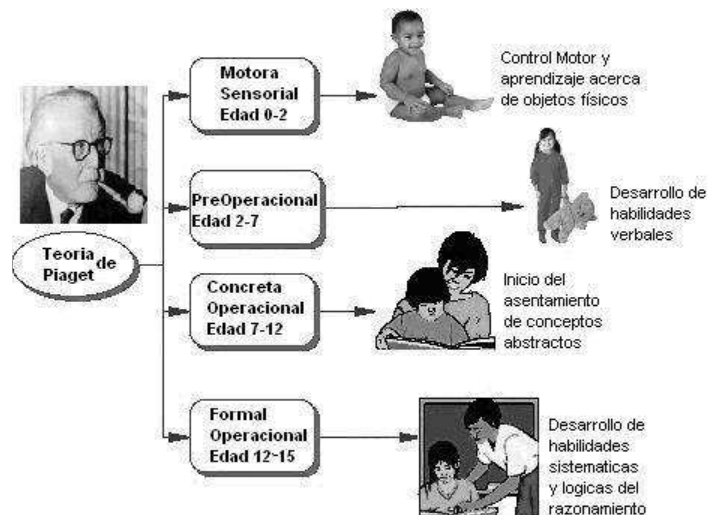 Teoria de
Piaget
Motora
Sensorial
Edad 0-2
Control Motor y
aprendizaje acerca
de objetos físicos
PreOperacional
Edad 2-7
Desarrollo de
habilidades
verbales
Concreta
Operacional
Edad 7-12
Inicio del
asentamiento
de conceptos
abstractos
Formal
Operacional
Edad 12-15
Desarrollo de
habilidades
sistematicas
y logicas del
razonamiento